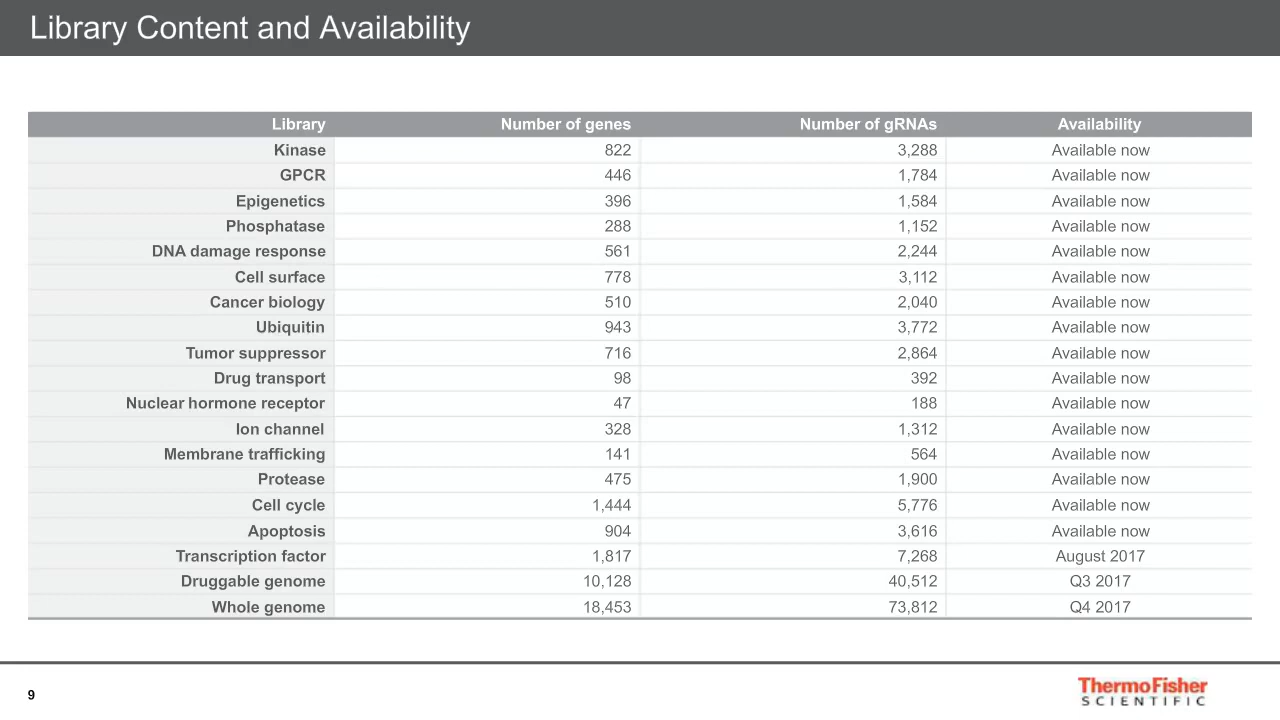 Library Content and Availability
Library Number of genes Number of gRNAs Availability
Kinase 822 3,288 Available now
GPCR 446 1,784 Available now
Epigenetics 396 1,584 Available now
Phosphatase 288 1,152 Available now
DNA damage response 561 2,244 Available now
Cell surface 778 3,112 Available now
Cancer biology 510 2,040 Available now
Ubiquitin 943 3,772 Available now
Tumor suppressor 716 2,864 Available now
Drug transport 98 392 Available now
Nuclear hormone receptor 47 188 Available now
Ion channel 328 1,312 Available now
Membrane trafficking 141 564 Available now
Protease 475 1,900 Available now
Cell cycle 1,444 5,776 Available now
Apoptosis 904 3,616 Available now
Transcription factor 1,817 7,268 August 2017
Druggable genome 10,128 40,512 Q3 2017
Whole genome 18,453 73,812 Q4 2017
9
ThermoFisher
SCIENTIFIC